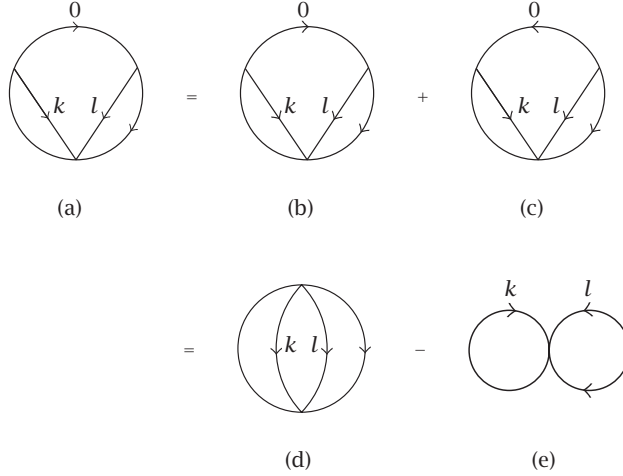 0 0 0
k l = k l + k l
(a) (b) (c)
k l
= k l −
(d) (e)